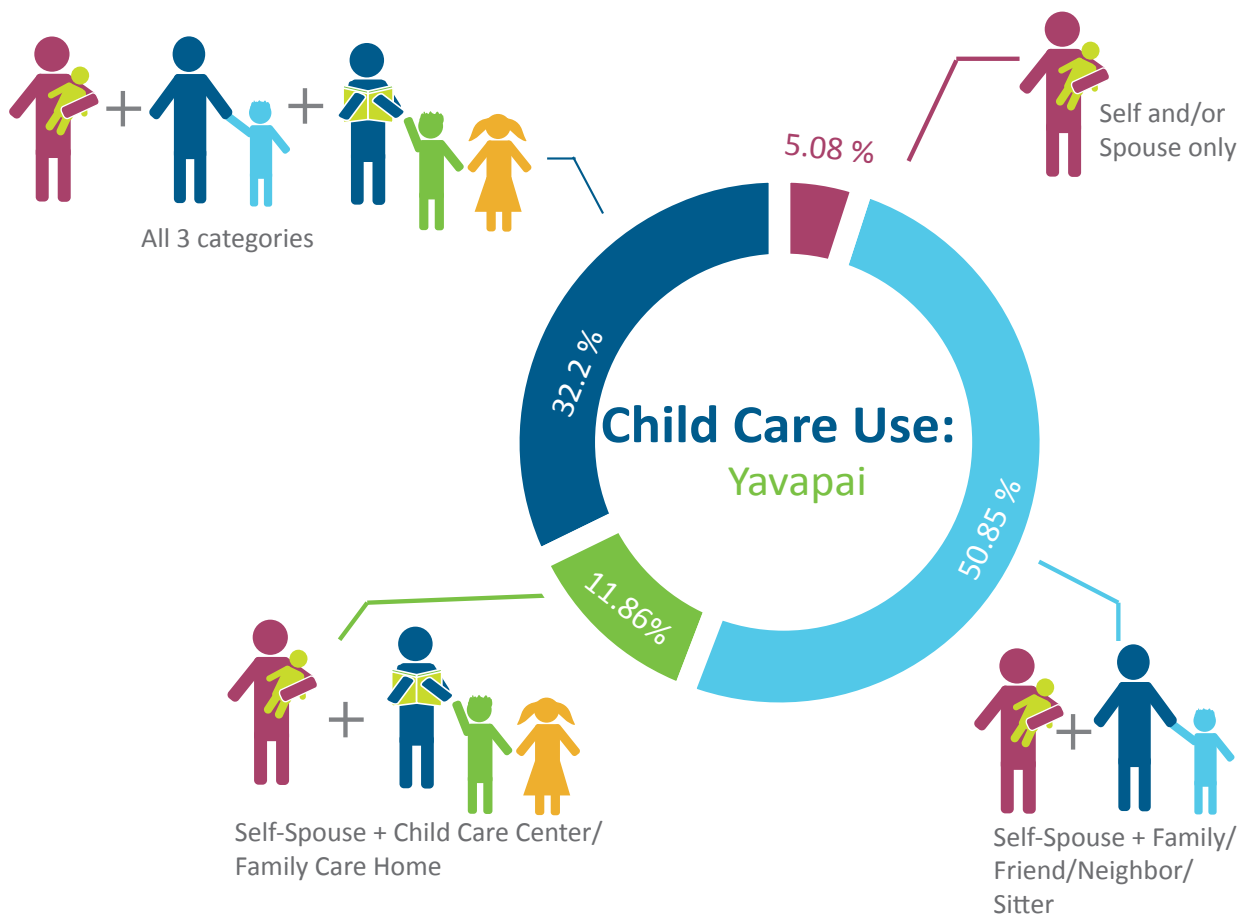 5.08 %
Self and/or
Spouse only
All 3 categories
32.2 %
Child Care Use:
Yavapai
50.85 %
11.86%
Self-Spouse + Child Care Center/
Family Care Home
Self-Spouse + Family/
Friend/Neighbor/
Sitter